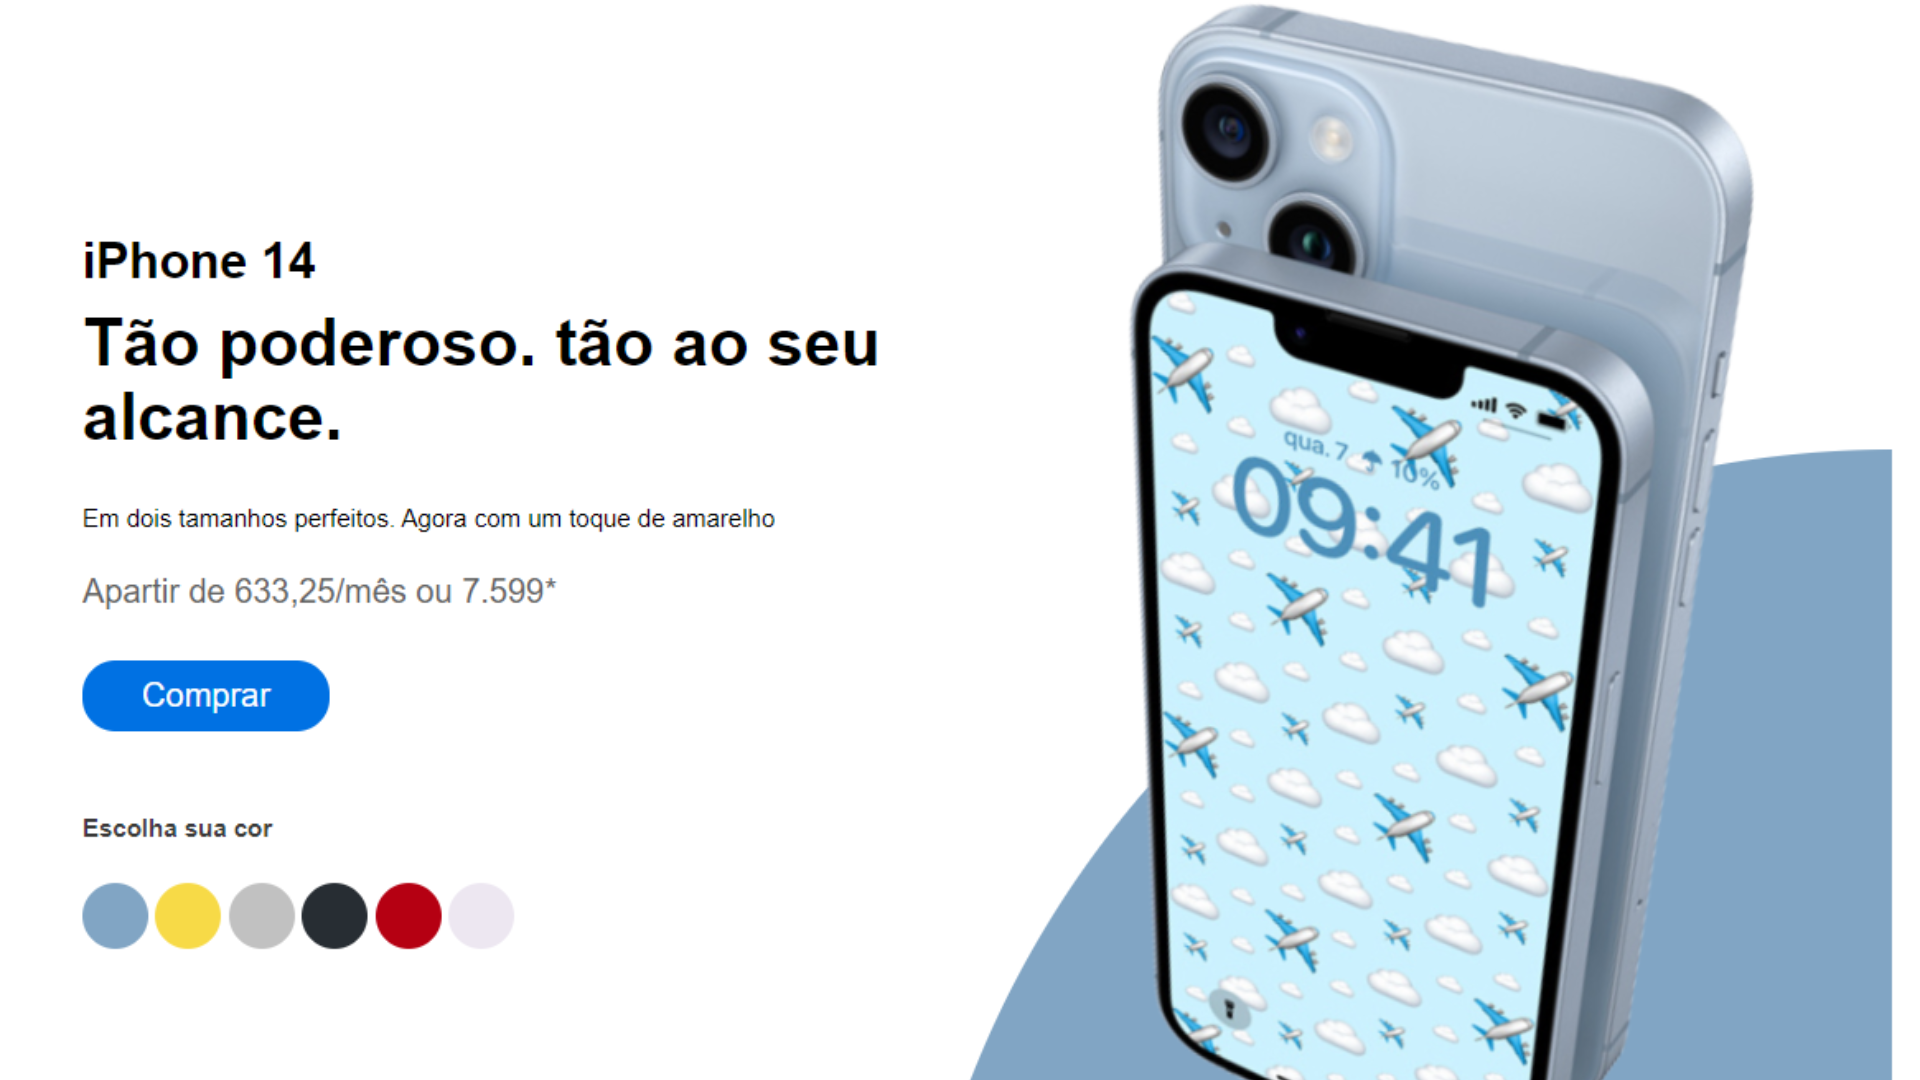 iPhone 14
Tão poderoso. tão ao seu
alcance.
Em dois tamanhos perfeitos. Agora com um toque de amarelho
Apartir de 633,25/mês ou 7.599*
Comprar
Escolha sua cor
qua. 7 10%
09:41